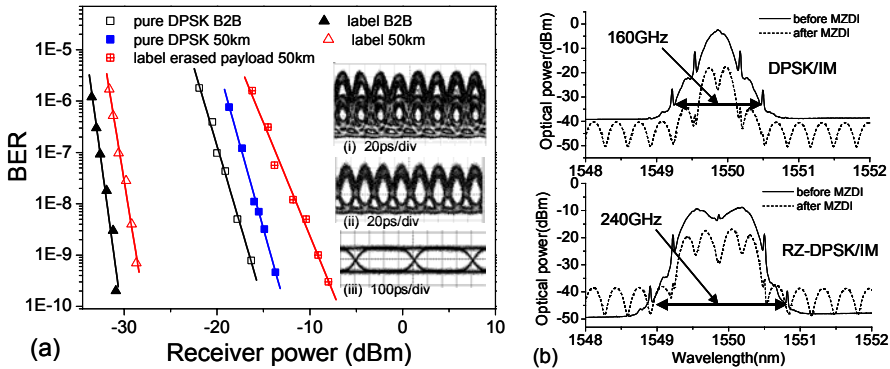 pure DPSK B2B
label B2B
pure DPSK 50km
label 50km
label erased payload 50km
1E-5
1E-6
1E-7
1E-8
1E-9
1E-10
BER
(i) 20ps/div
(ii) 20ps/div
(iii) 100ps/div
-30
-20
-10
0
10
Receiver power (dBm)
(a)
0
-10
-20
-30
-40
-50
Optical power(dBm)
before MZDI
after MZDI
160GHz
DPSK/IM
1548
1549
1550
1551
1552
0
-10
-20
-30
-40
-50
Optical power(dBm)
before MZDI
after MZDI
240GHz
RZ-DPSK/IM
1548
1549
1550
1551
1552
Wavelength(nm)
(b)